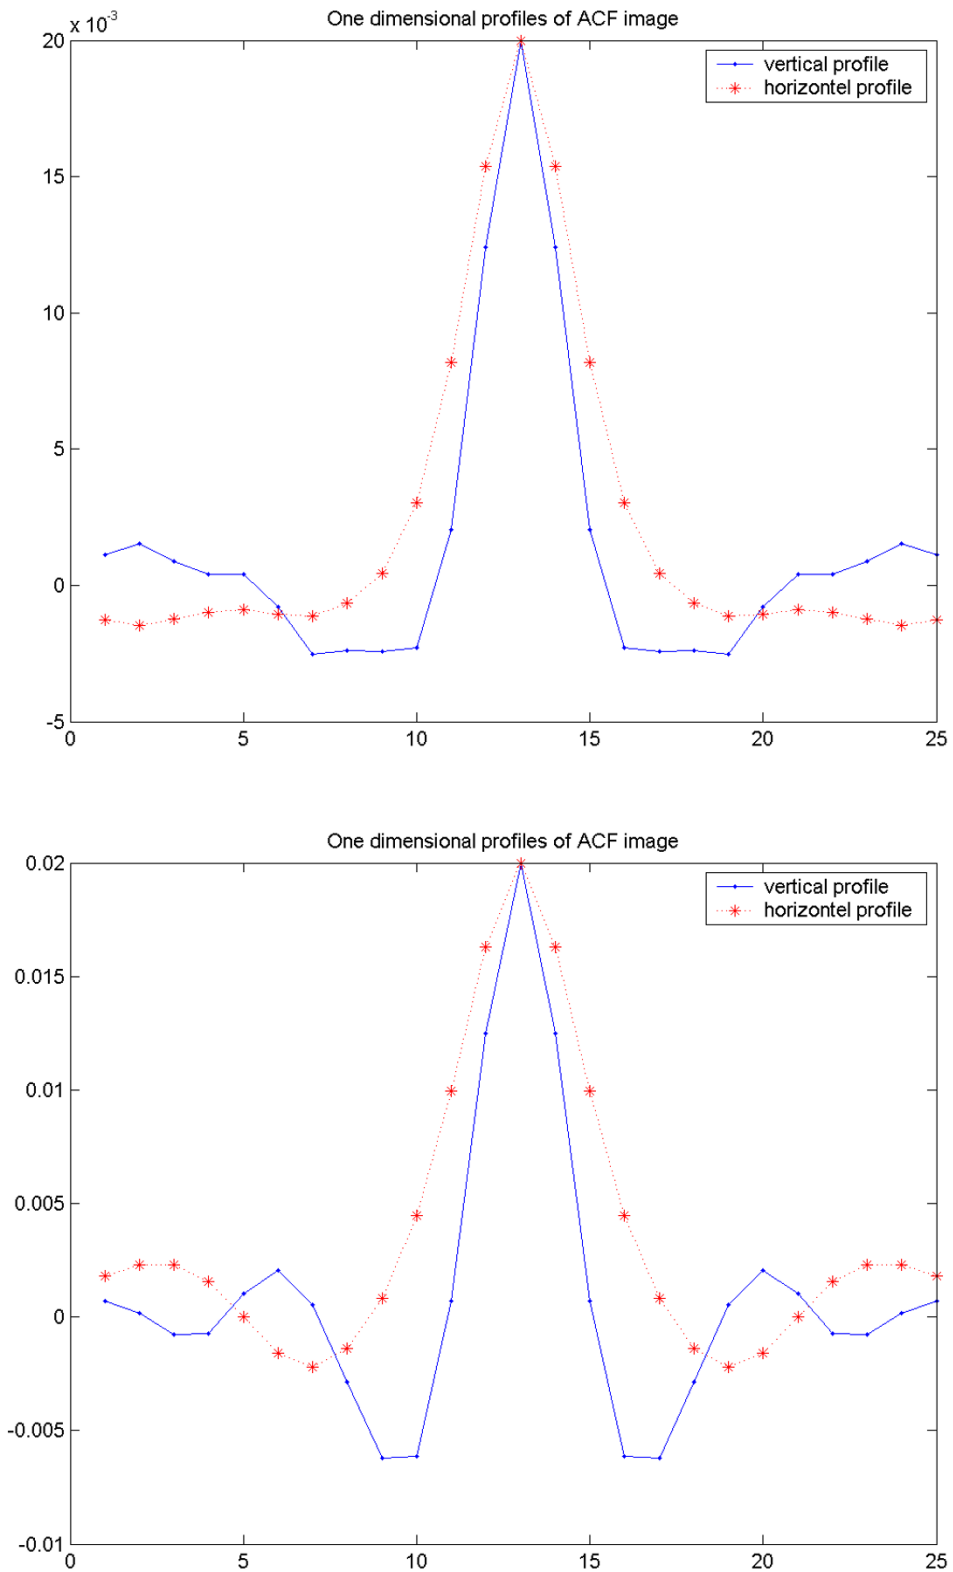 One dimensional profiles of ACF image
x 10-3
20
15
10
5
0
-5
0 5 10 15 20 25
vertical profile
horizontel profile
One dimensional profiles of ACF image
0.02
0.015
0.01
0.005
0
-0.005
-0.01
0 5 10 15 20 25
vertical profile
horizontel profile